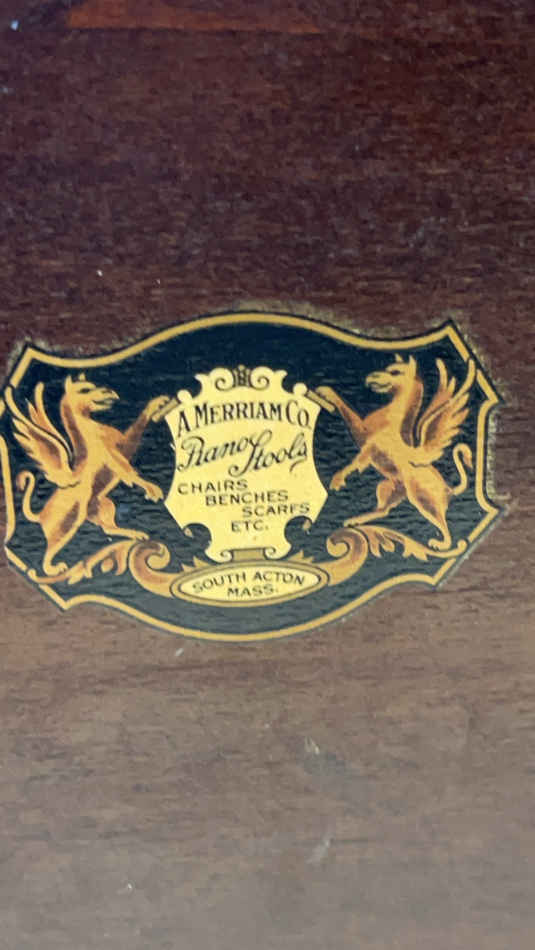 A MERRIAM CO.
Piano Stools
CHAIRS
BENCHES
SCARFS
ETC.
SOUTH ACTON
MASS.